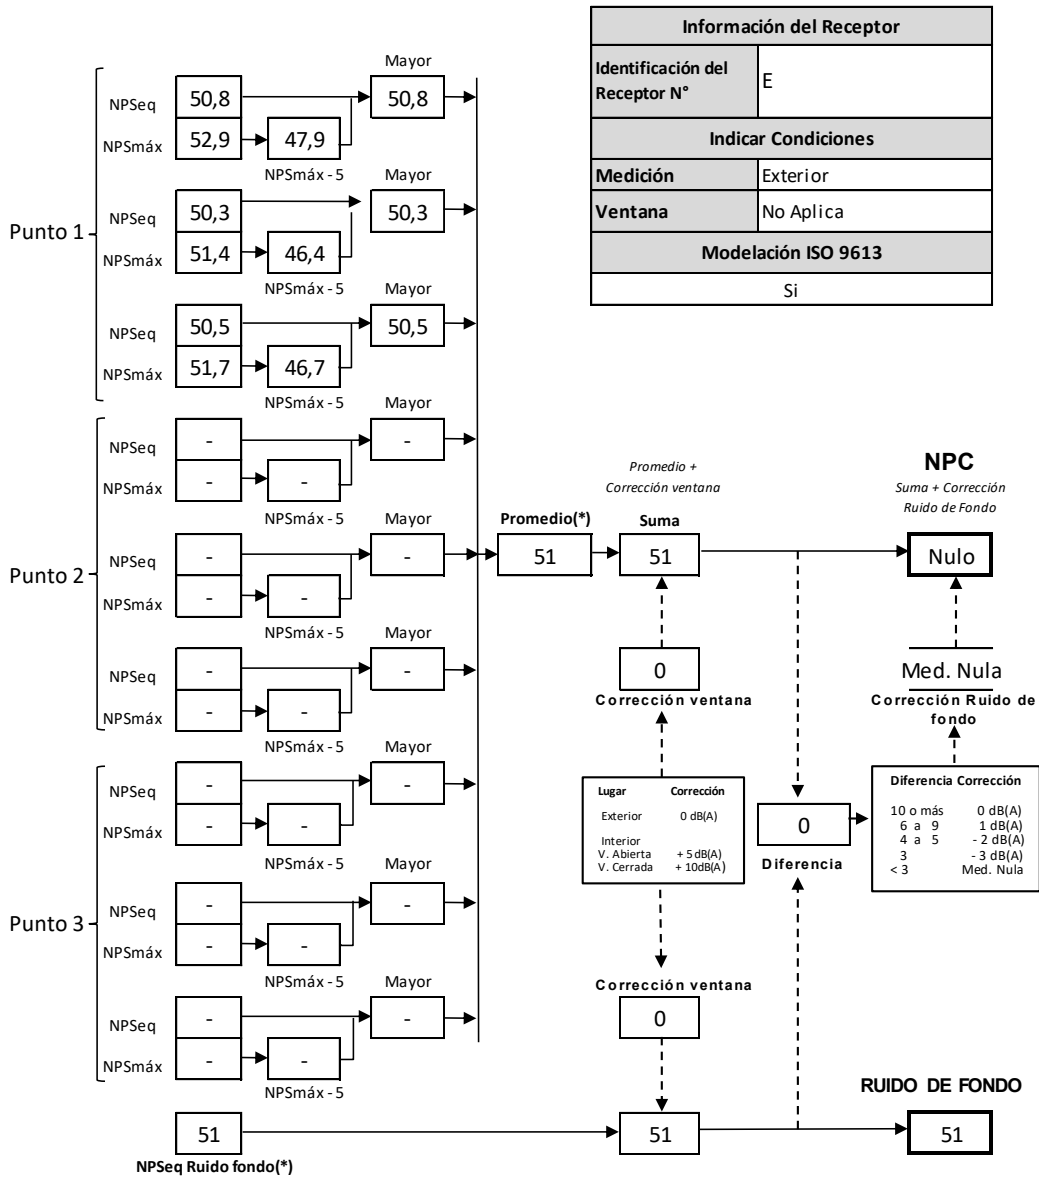 Información del Receptor
Identificación del
Receptor N°
E
Indicar Condiciones
Medición
Exterior
Ventana
No Aplica
Modelación ISO 9613
Si
Punto 1
Mayor
NPSeq
50,8
50,8
NPSmáx
52,9
47,9
NPSmáx - 5
Mayor
NPSeq
50,3
50,3
NPSmáx
51,4
46,4
NPSmáx - 5
Mayor
NPSeq
50,5
50,5
NPSmáx
51,7
46,7
NPSmáx - 5
Punto 2
Mayor
NPSeq
-
-
NPSmáx
-
-
NPSmáx - 5
Mayor
NPSeq
-
-
NPSmáx
-
-
NPSmáx - 5
Mayor
NPSeq
-
-
NPSmáx
-
-
NPSmáx - 5
Punto 3
Mayor
NPSeq
-
-
NPSmáx
-
-
NPSmáx - 5
Mayor
NPSeq
-
-
NPSmáx
-
-
NPSmáx - 5
Mayor
NPSeq
-
-
NPSmáx
-
-
NPSmáx - 5
51
NPSeq Ruido fondo(*)
Promedio(*)
51
Promedio +
Corrección ventana
Suma
51
0
Corrección ventana
Lugar Corrección
Exterior 0 dB(A)
Interior
V. Abierta + 5 dB(A)
V. Cerrada + 10dB(A)
Corrección ventana
0
51
0
Diferencia
NPC
Suma + Corrección
Ruido de Fondo
Nulo
Med. Nula
Corrección Ruido de
fondo
Diferencia Corrección
10 o más 0 dB(A)
6 a 9 1 dB(A)
4 a 5 - 2 dB(A)
3 - 3 dB(A)
< 3 Med. Nula
RUIDO DE FONDO
51